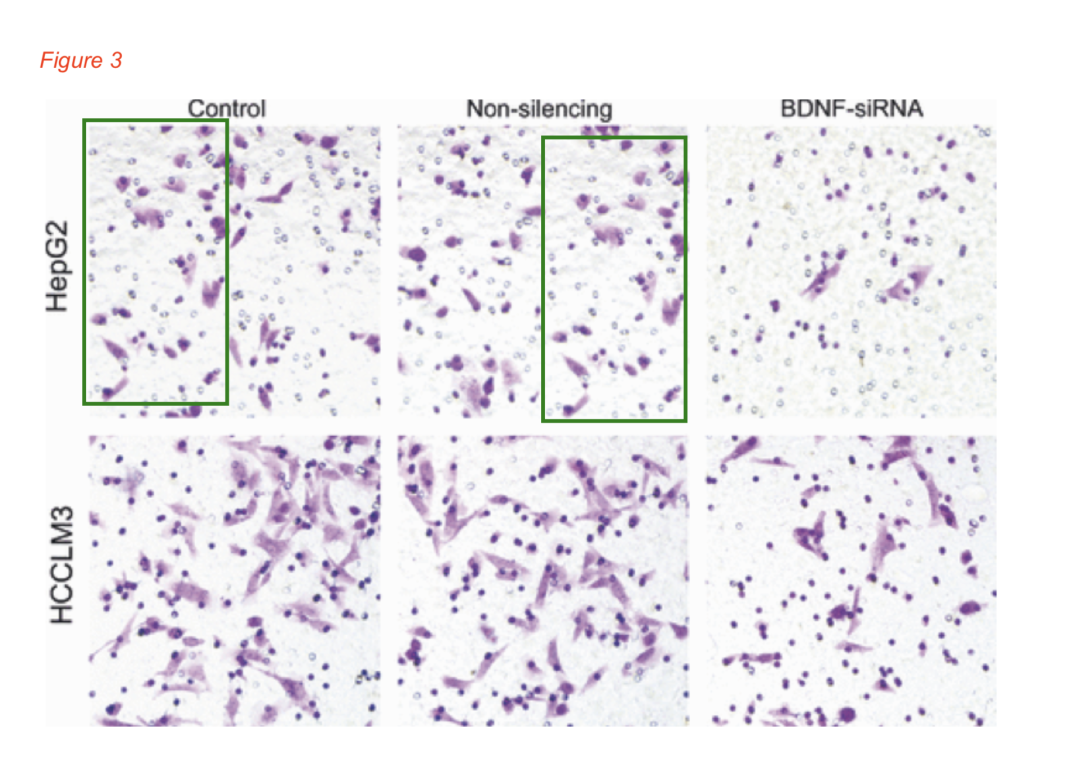 Figure 3
Control Non-silencing BDNF-siRNA
HepG2
HCCLM3